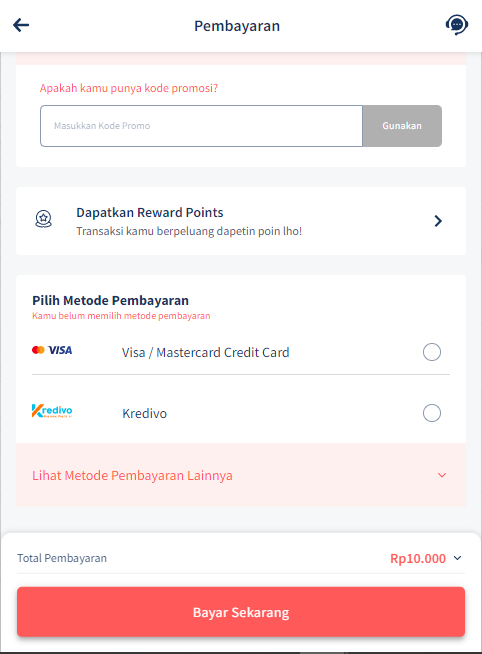 Pembayaran
Apakah kamu punya kode promosi?
Masukkan Kode Promo
Gunakan
Dapatkan Reward Points
Transaksi kamu berpeluang dapetin poin lho!
Pilih Metode Pembayaran
Kamu belum memilih metode pembayaran
VISA
Visa / Mastercard Credit Card
Kredivo
Kredivo
Lihat Metode Pembayaran Lainnya
Total Pembayaran
Rp10.000
Bayar Sekarang